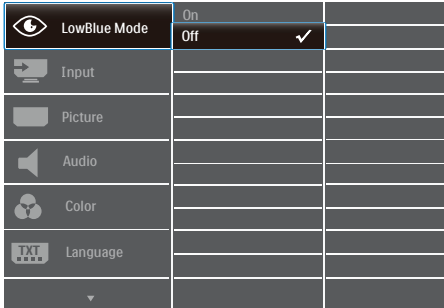 LowBlue Mode
On
Off
Input
Picture
Audio
Color
TXT
Language